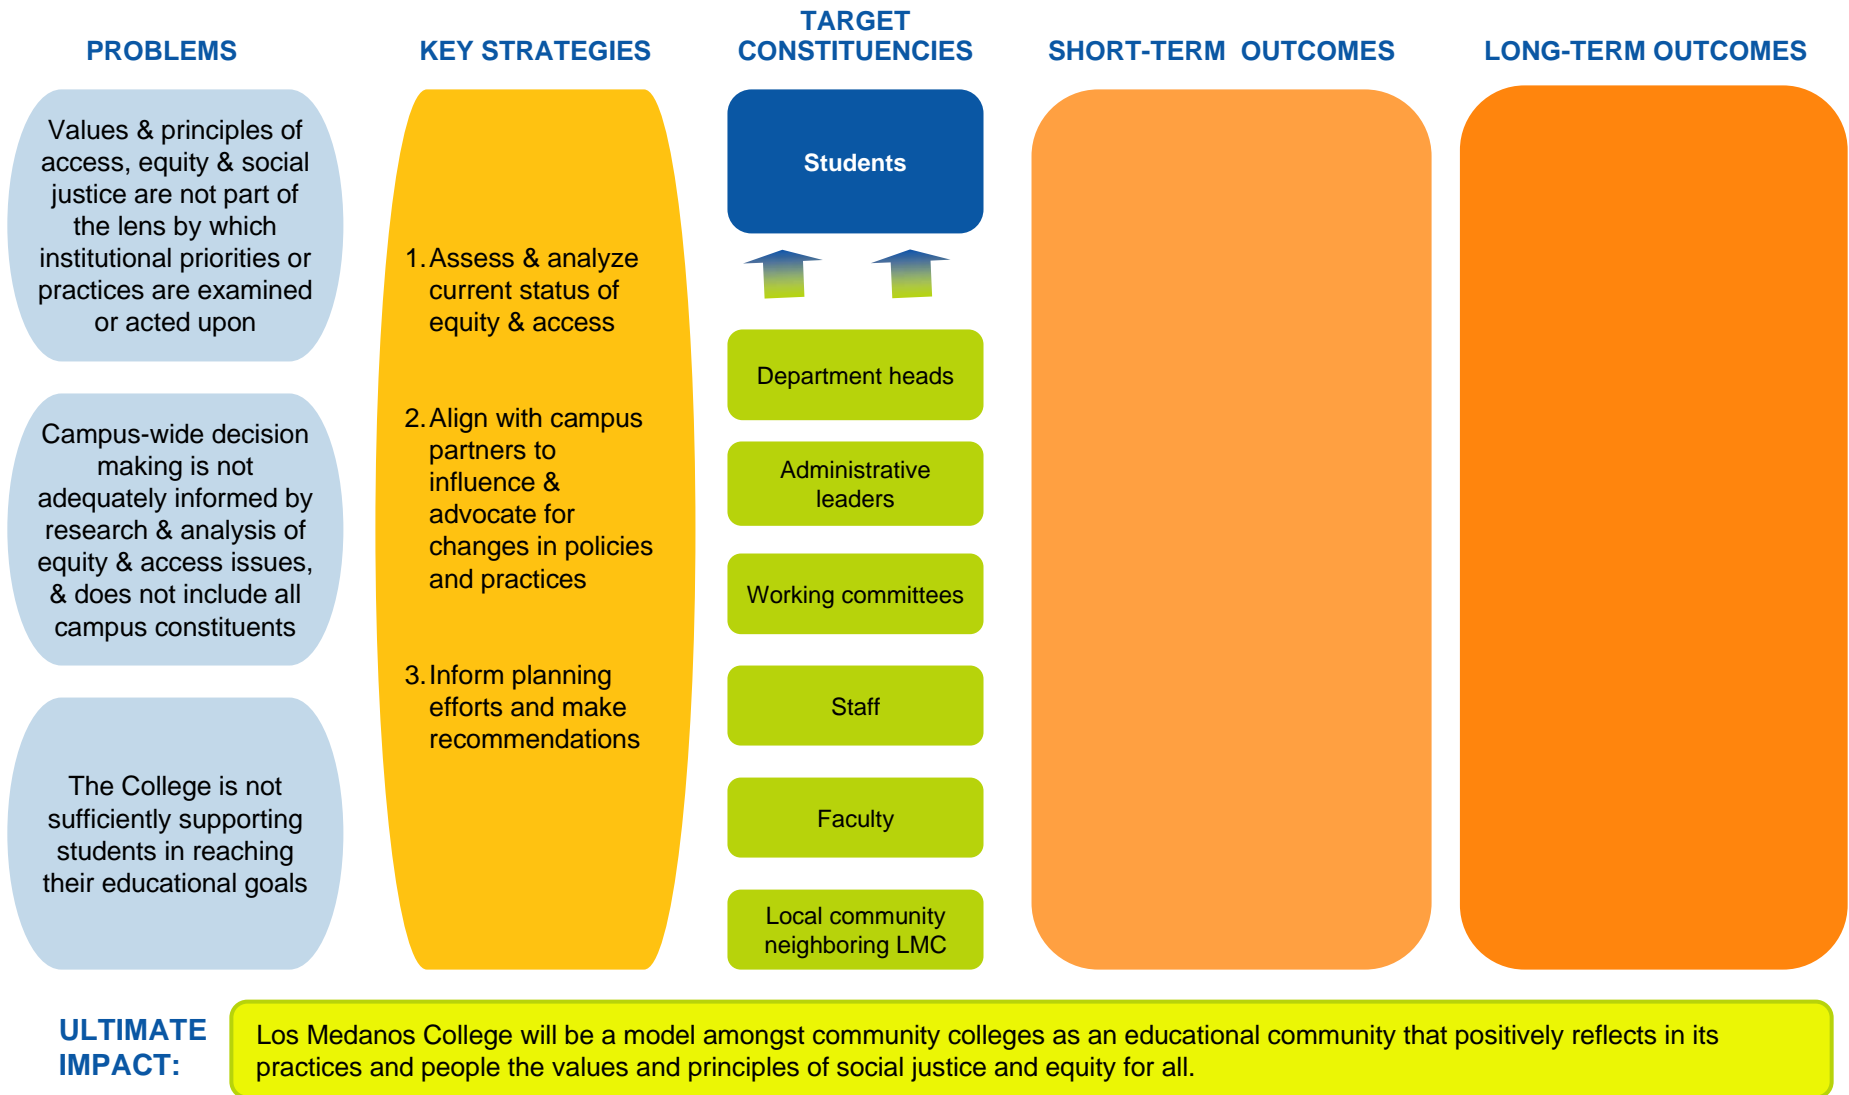 PROBLEMS
KEY STRATEGIES
TARGET
CONSTITUENCIES
SHORT-TERM OUTCOMES
LONG-TERM OUTCOMES
Values & principles of
access, equity & social
justice are not part of
the lens by which
institutional priorities or
practices are examined
or acted upon
Campus-wide decision
making is not
adequately informed by
research & analysis of
equity & access issues,
& does not include all
campus constituents
The College is not
sufficiently supporting
students in reaching
their educational goals
1. Assess & analyze
current status of
equity & access
2. Align with campus
partners to
influence &
advocate for
changes in policies
and practices
3. Inform planning
efforts and make
recommendations
Students
Department heads
Administrative
leaders
Working committees
Staff
Faculty
Local community
neighboring LMC
ULTIMATE
IMPACT:
Los Medanos College will be a model amongst community colleges as an educational community that positively reflects in its
practices and people the values and principles of social justice and equity for all.